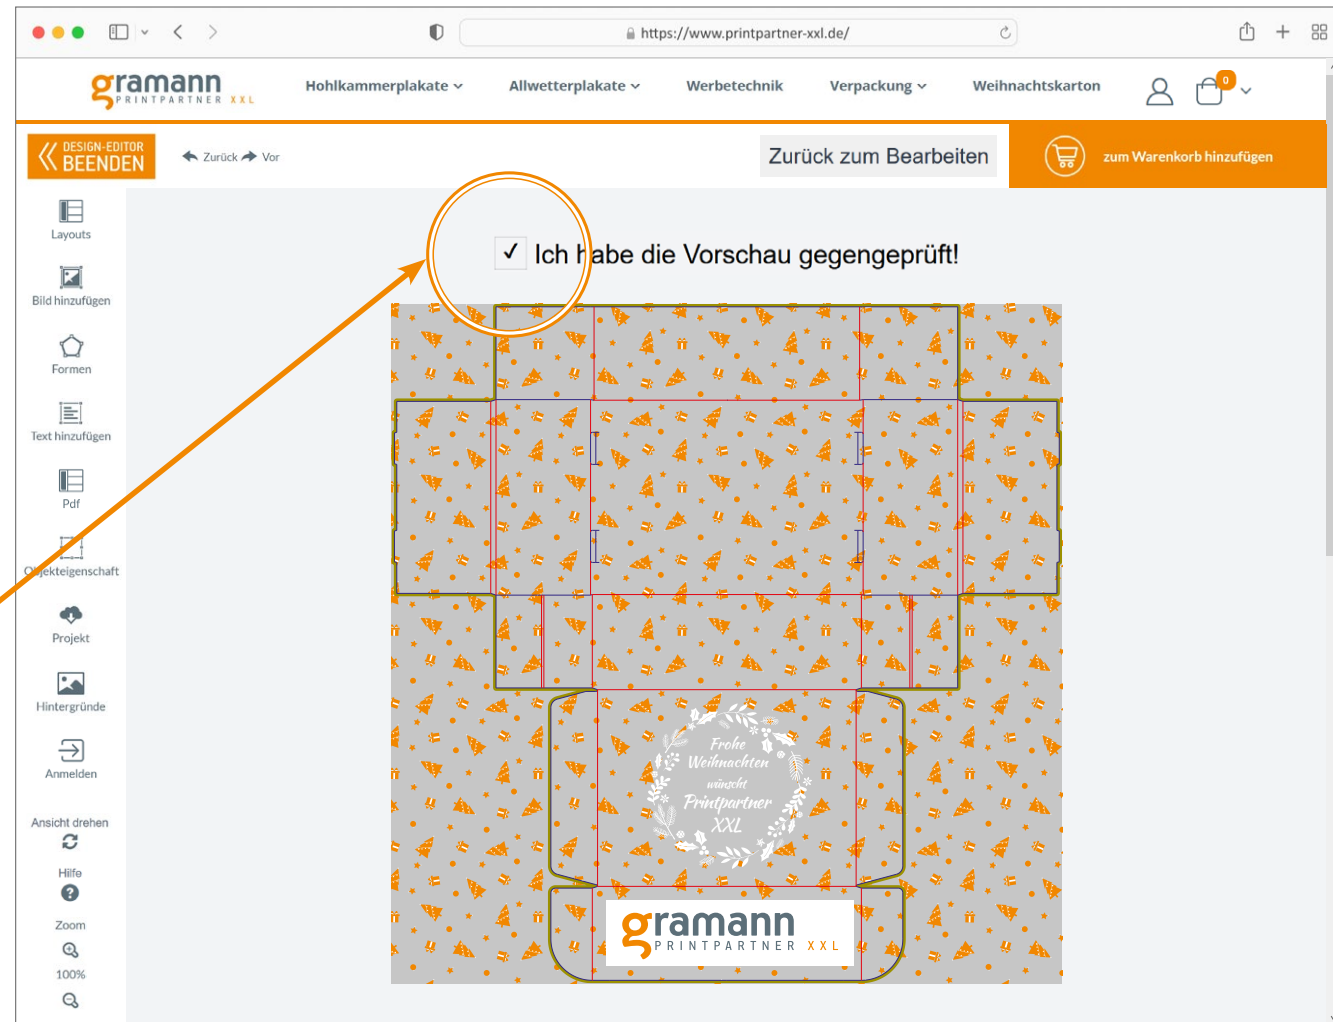 https://www.printpartner-xxl.de/
gramann
PRINTPARTNER XXL
Hohlkammerplakate
Allwetterplakate
Werbetechnik
Verpackung
Weihnachtskarton
0
DESIGN-EDITOR
BEENDEN
Zurück
Vor
Zurück zum Bearbeiten
zum Warenkorb hinzufügen
Layouts
Bild hinzufügen
Formen
Text hinzufügen
Pdf
Objekteigenschaft
Projekt
Hintergründe
Anmelden
Ansicht drehen
Hilfe
Zoom
100%
Ich habe die Vorschau gegengeprüft!
Frohe
Weihnachten
wünscht
Printpartner
XXL
gramann
PRINTPARTNER XXL